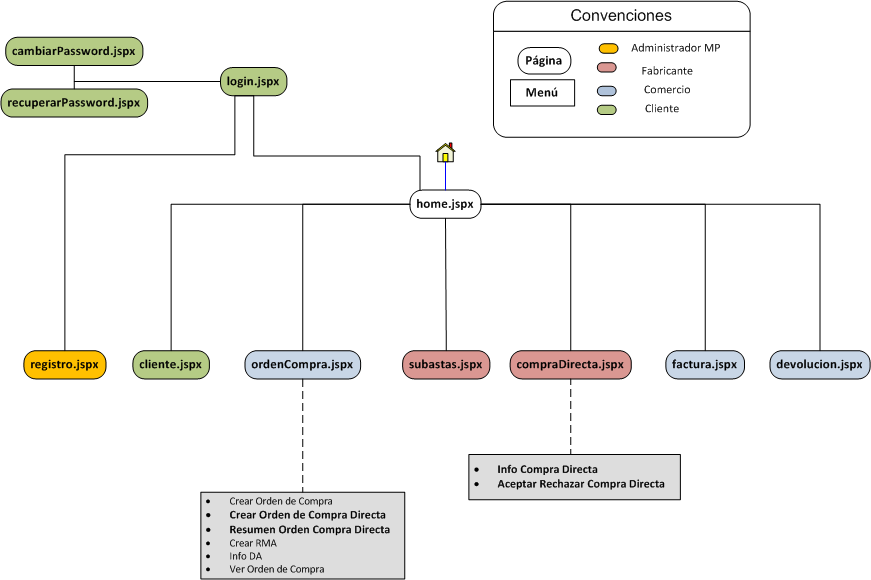 Convenciones
Página
Menú
Administrador MP
Fabricante
Comercio
Cliente
cambiarPassword.jspx
login.jspx
recuperarPassword.jspx
home.jspx
registro.jspx
cliente.jspx
ordenCompra.jspx
subastas.jspx
compraDirecta.jspx
factura.jspx
devolucion.jspx
• Info Compra Directa
• Aceptar Rechazar Compra Directa
• Crear Orden de Compra
• Crear Orden de Compra Directa
• Resumen Orden Compra Directa
• Crear RMA
• Info DA
• Ver Orden de Compra